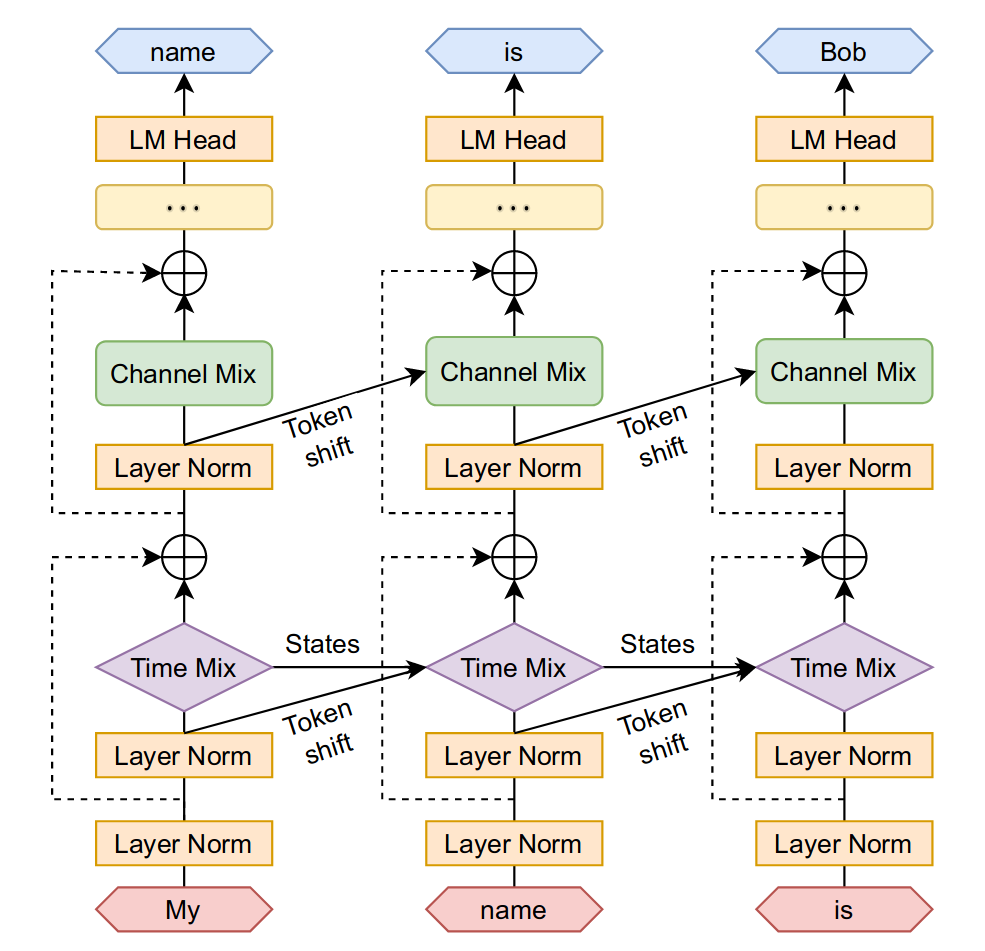 name
is
Bob
LM Head
LM Head
LM Head
...
...
...
Channel Mix
Channel Mix
Channel Mix
Token
shift
Token
shift
Layer Norm
Layer Norm
Layer Norm
States
States
Time Mix
Time Mix
Time Mix
Token
shift
Token
shift
Layer Norm
Layer Norm
Layer Norm
Layer Norm
Layer Norm
Layer Norm
My
name
is